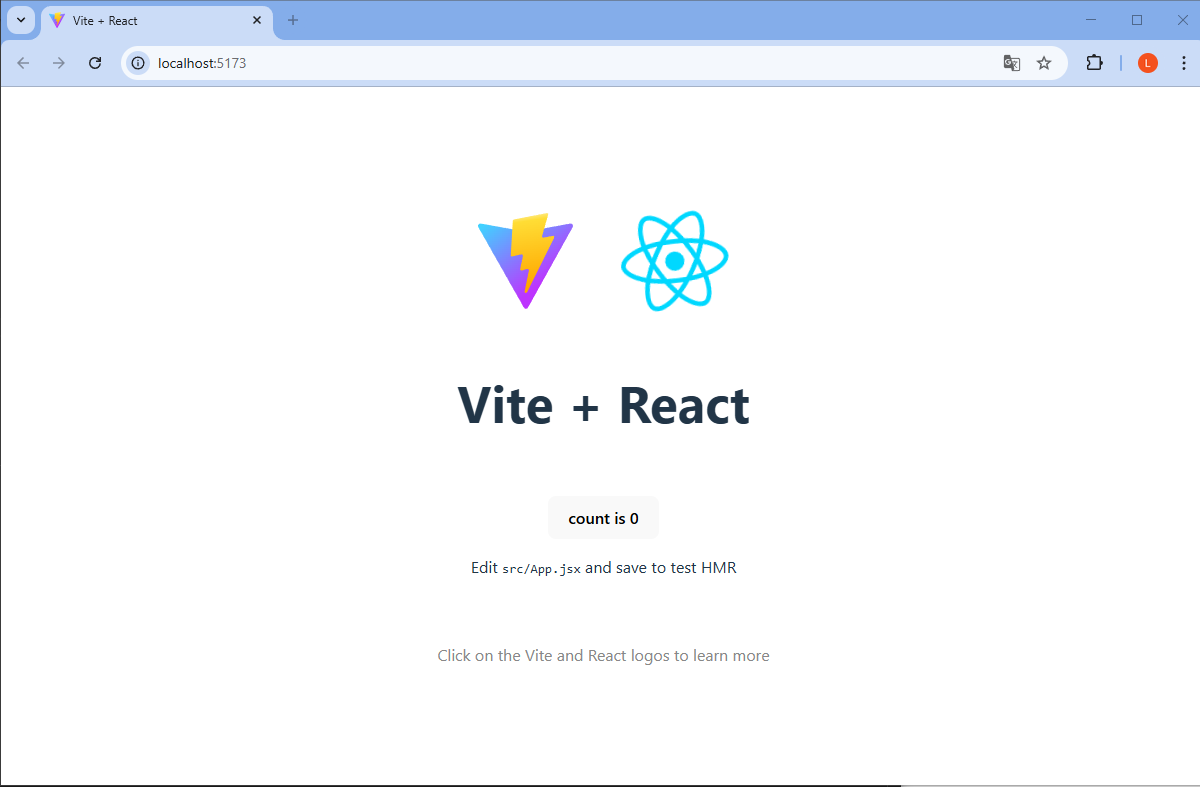 Vite + React
localhost:5173
L
Vite + React
count is 0
Edit src/App.jsx and save to test HMR
Click on the Vite and React logos to learn more